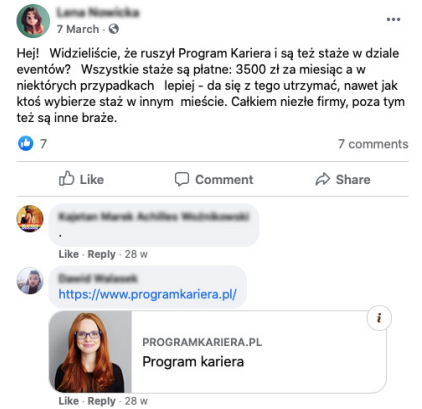 7 March ·
Hej! Widzieliście, że ruszył Program Kariera i są też staże w dziale
eventów? Wszystkie staże są płatne: 3500 zł za miesiąc a w
niektórych przypadkach lepiej - da się z tego utrzymać, nawet jak
ktoś wybierze staż w innym mieście. Całkiem niezłe firmy, poza tym
też są inne braże.
7
7 comments
Like Comment Share
.
Like · Reply · 28 w
https://www.programkariera.pl/
i
PROGRAMKARIERA.PL
Program kariera
Like · Reply · 28 w